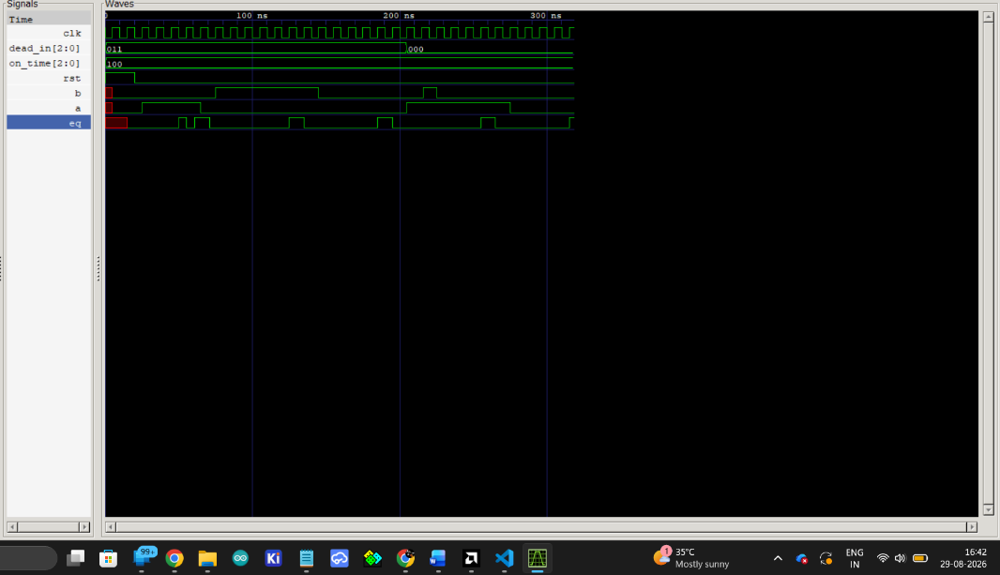 Signals
Waves
Time
0
100 ns
200 ns
300 ns
clk
dead_in[2:0]
011
000
on_time[2:0]
100
rst
b
a
eq
99+
Ki
1
35°C
Mostly sunny
ENG
IN
16:42
29-08-2026